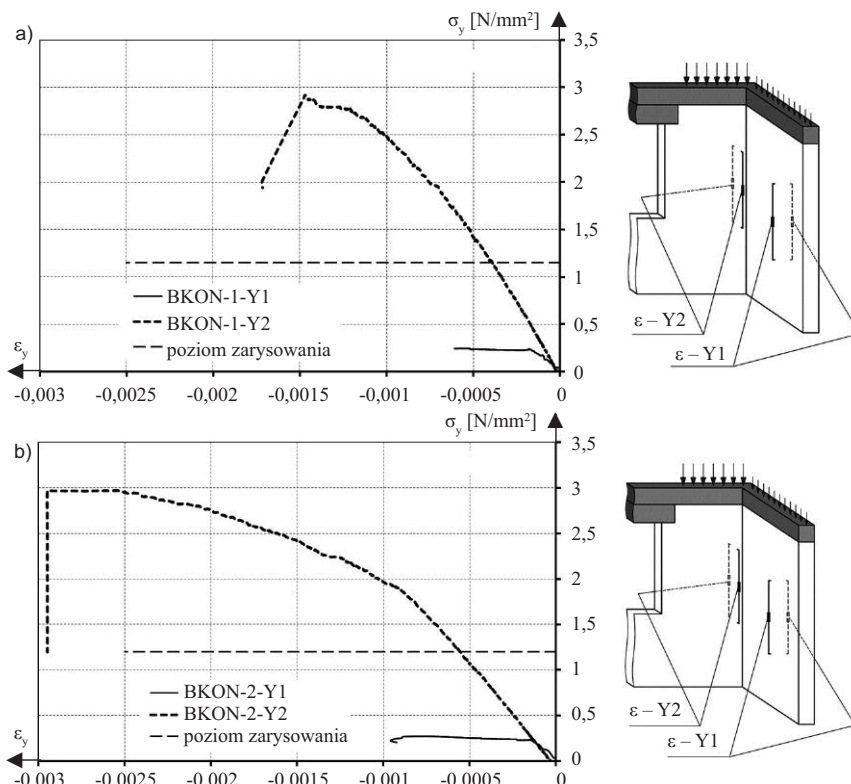 a)
σy [N/mm²]
3,5
3
2,5
2
1,5
1
0,5
0
BKON-1-Y1
BKON-1-Y2
poziom zarysowania
εy
-0,003 -0,0025 -0,002 -0,0015 -0,001 -0,0005 0
ε – Y2
ε – Y1
b)
σy [N/mm²]
3,5
3
2,5
2
1,5
1
0,5
0
BKON-2-Y1
BKON-2-Y2
poziom zarysowania
εy
-0,003 -0,0025 -0,002 -0,0015 -0,001 -0,0005 0
ε – Y2
ε – Y1